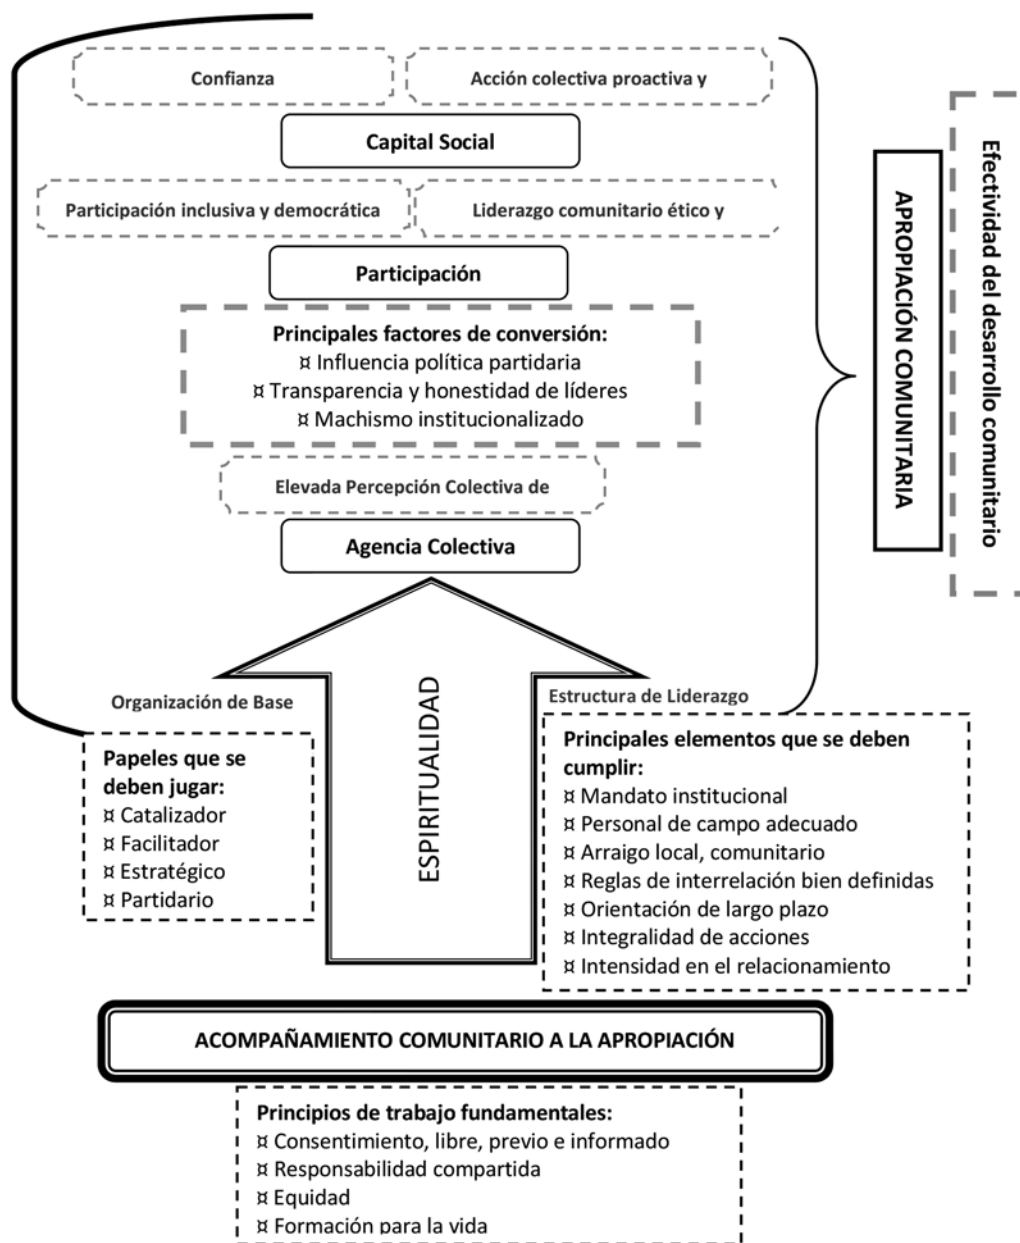 Confianza
Acción colectiva proactiva y
Capital Social
Participación inclusiva y democrática
Liderazgo comunitario ético y
Participación
Principales factores de conversión:
¤ Influencia política partidaria
¤ Transparencia y honestidad de líderes
¤ Machismo institucionalizado
Elevada Percepción Colectiva de
Agencia Colectiva
APROPIACIÓN COMUNITARIA
Efectividad del desarrollo comunitario
ESPIRITUALIDAD
Organización de Base
Estructura de Liderazgo
Papeles que se
deben jugar:
¤ Catalizador
¤ Facilitador
¤ Estratégico
¤ Partidario
Principales elementos que se deben
cumplir:
¤ Mandato institucional
¤ Personal de campo adecuado
¤ Arraigo local, comunitario
¤ Reglas de interrelación bien definidas
¤ Orientación de largo plazo
¤ Integralidad de acciones
¤ Intensidad en el relacionamiento
ACOMPAÑAMIENTO COMUNITARIO A LA APROPIACIÓN
Principios de trabajo fundamentales:
¤ Consentimiento, libre, previo e informado
¤ Responsabilidad compartida
¤ Equidad
¤ Formación para la vida